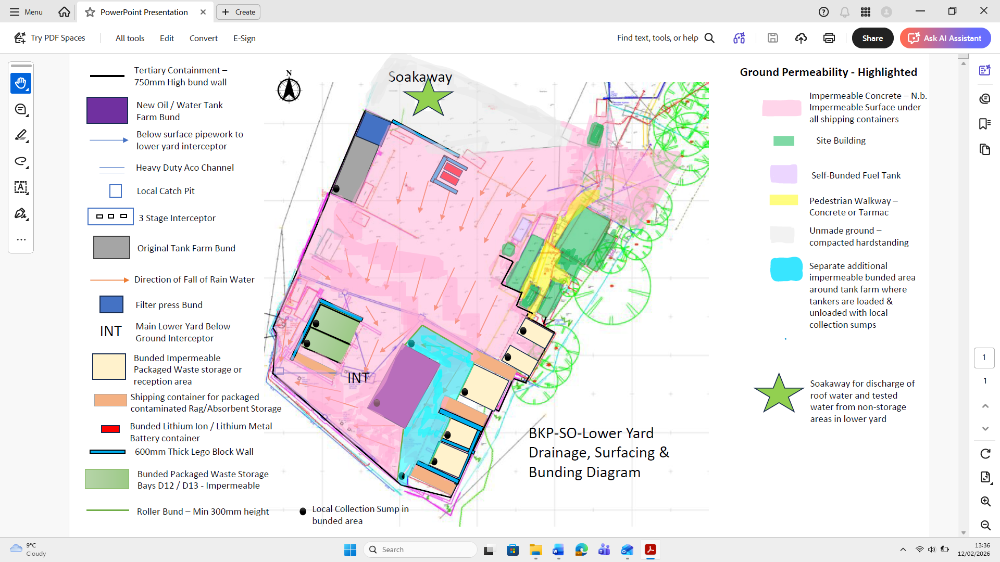 Menu
PowerPoint Presentation
Create
Try PDF Spaces
All tools
Edit
Convert
E-Sign
Find text, tools, or help
Share
Ask AI Assistant
Tertiary Containment –
750mm High bund wall
New Oil / Water Tank
Farm Bund
Below surface pipework to
lower yard interceptor
Heavy Duty Aco Channel
Local Catch Pit
3 Stage Interceptor
Original Tank Farm Bund
Direction of Fall of Rain Water
Filter press Bund
INT
Main Lower Yard Below
Ground Interceptor
Bunded Impermeable
Packaged Waste storage or
reception area
Shipping container for packaged
contaminated Rag/Absorbent Storage
Bunded Lithium Ion / Lithium Metal
Battery container
600mm Thick Lego Block Wall
Bunded Packaged Waste Storage
Bays D12 / D13 - Impermeable
Roller Bund – Min 300mm height
Local Collection Sump in
bunded area
N
Soakaway
INT
BKP-SO-Lower Yard
Drainage, Surfacing &
Bunding Diagram
Ground Permeability - Highlighted
Impermeable Concrete – N.b.
Impermeable Surface under
all shipping containers
Site Building
Self-Bunded Fuel Tank
Pedestrian Walkway –
Concrete or Tarmac
Unmade ground –
compacted hardstanding
Separate additional
impermeable bunded area
around tank farm where
tankers are loaded &
unloaded with local
collection sumps
Soakaway for discharge of
roof water and tested
water from non-storage
areas in lower yard
1
1
9°C
Cloudy
Search
13:36
12/02/2026